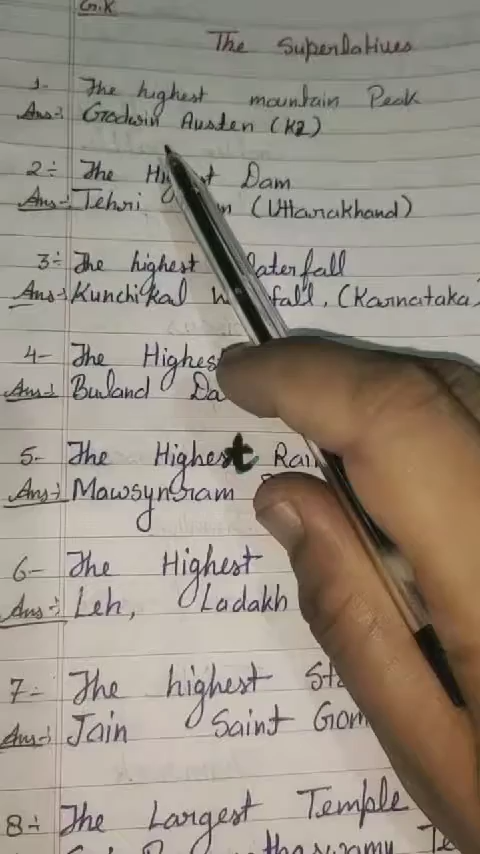 G.K
The Superlatives
1- The highest mountain Peak
Ans:- Godwin Austen (K2)
2÷ The Dam
Ans:- Tehri (Uttarakhand)
3÷ The highest
Ans:- Kunchikal fall, (Karnataka)
4- The Highest
Ans:- Buland
5- The Highest
Ans:- Mawsynram
6- The Highest
Ans:- Leh, Ladakh
7÷ The highest
Ans:- Jain Saint
8÷ The Largest Temple